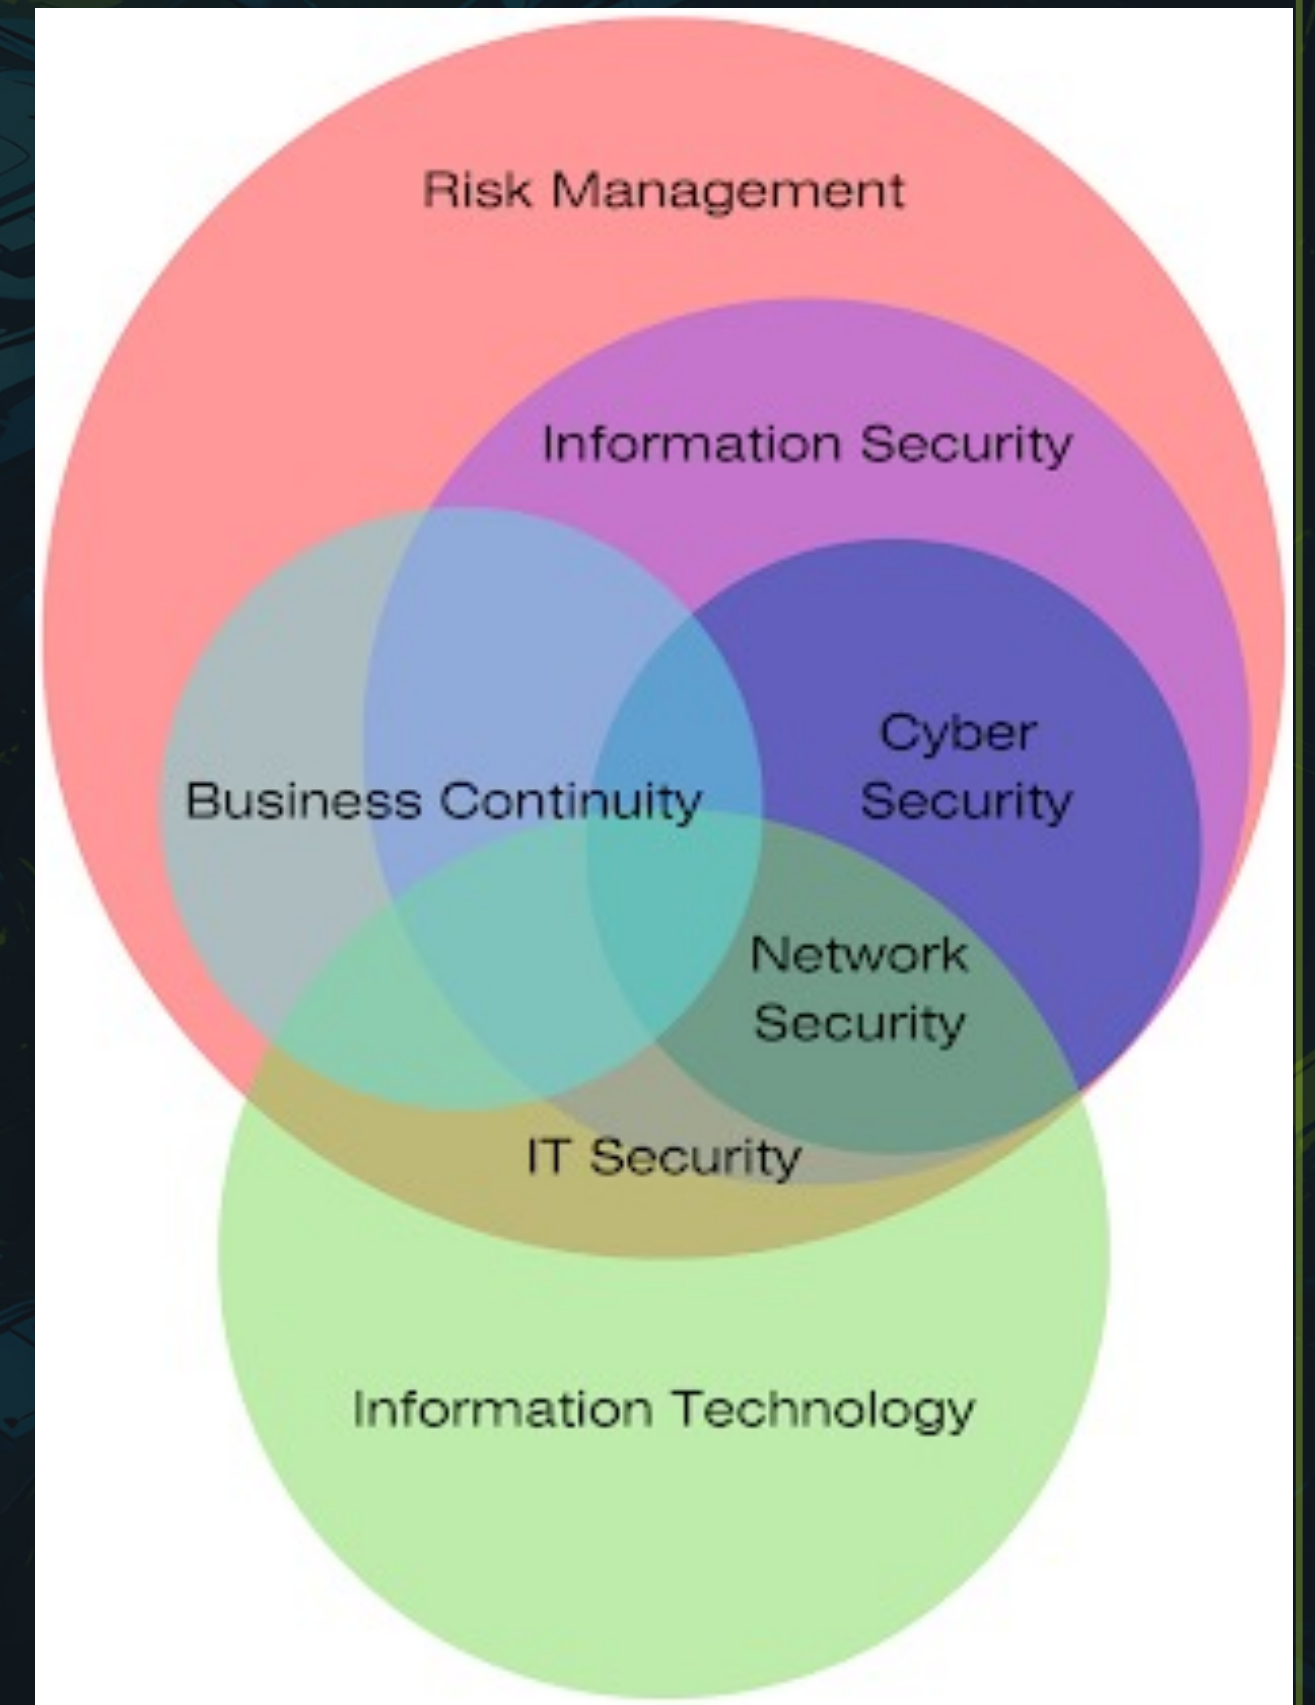 Risk Management
Information Security
Cyber
Security
Business Continuity
Network
Security
IT Security
Information Technology